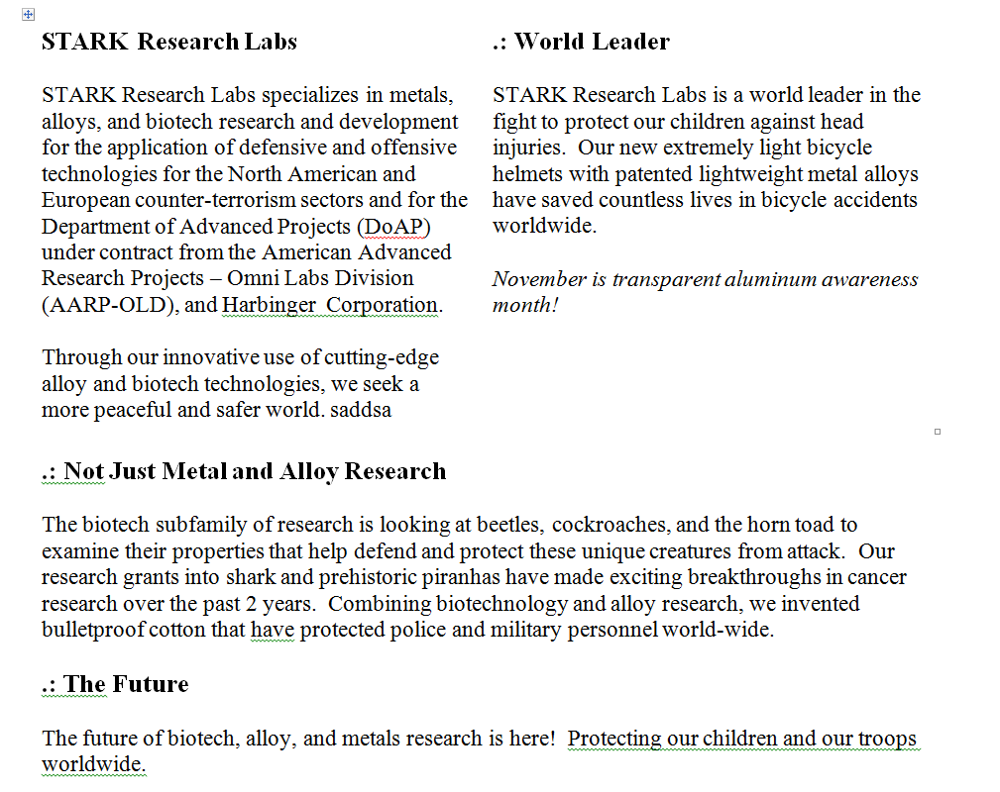 STARK Research Labs
STARK Research Labs specializes in metals,
alloys, and biotech research and development
for the application of defensive and offensive
technologies for the North American and
European counter-terrorism sectors and for the
Department of Advanced Projects (DoAP)
under contract from the American Advanced
Research Projects – Omni Labs Division
(AARP-OLD), and Harbinger  Corporation.
Through our innovative use of cutting-edge
alloy and biotech technologies, we seek a
more peaceful and safer world. saddsa
.: World Leader
STARK Research Labs is a world leader in the
fight to protect our children against head
injuries.  Our new extremely light bicycle
helmets with patented lightweight metal alloys
have saved countless lives in bicycle accidents
worldwide.
November is transparent aluminum awareness
month!
.: Not Just Metal and Alloy Research
The biotech subfamily of research is looking at beetles, cockroaches, and the horn toad to
examine their properties that help defend and protect these unique creatures from attack.  Our
research grants into shark and prehistoric piranhas have made exciting breakthroughs in cancer
research over the past 2 years.  Combining biotechnology and alloy research, we invented
bulletproof cotton that have protected police and military personnel world-wide.
.: The Future
The future of biotech, alloy, and metals research is here!  Protecting our children and our troops
worldwide.